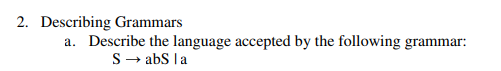 2. Describing Grammars
a. Describe the language accepted by the following grammar:
S → abS | a